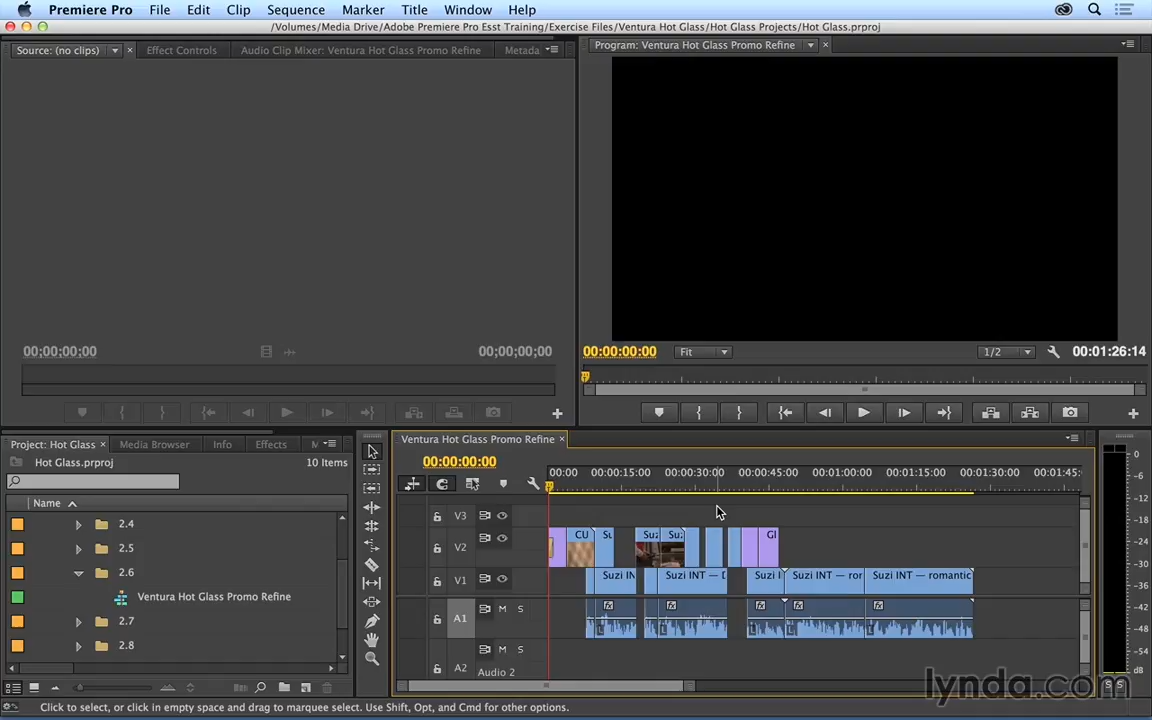 Premiere Pro File Edit Clip Sequence Marker Title Window Help
/Volumes/Media Drive/Adobe Premiere Pro Esst Training/Exercise Files/Ventura Hot Glass/Hot Glass Projects/Hot Glass.prproj
Source: (no clips) Effect Controls Audio Clip Mixer: Ventura Hot Glass Promo Refine Metada
Program: Ventura Hot Glass Promo Refine
00;00;00;00 00;00;00;00
00:00:00:00 Fit 1/2 00:01:26:14
Project: Hot Glass Media Browser Info Effects M
Hot Glass.prproj 10 Items
Name
2.4
2.5
2.6
Ventura Hot Glass Promo Refine
2.7
2.8
Ventura Hot Glass Promo Refine
00:00:00:00
00:00 00:00:15:00 00:00:30:00 00:00:45:00 00:01:00:00 00:01:15:00 00:01:30:00 00:01:45:
V3
V2 CU Su Suz Suz Gl
V1 Suzi IN Suzi INT — D Suzi I Suzi INT — ror Suzi INT — romantic
A1 M S fx fx fx fx fx
L L L L
M S
A2 Audio 2
0
-6
-12
-18
-24
-30
-36
-42
-48
-54
dB
S S
lynda.com
Click to select, or click in empty space and drag to marquee select. Use Shift, Opt, and Cmd for other options.